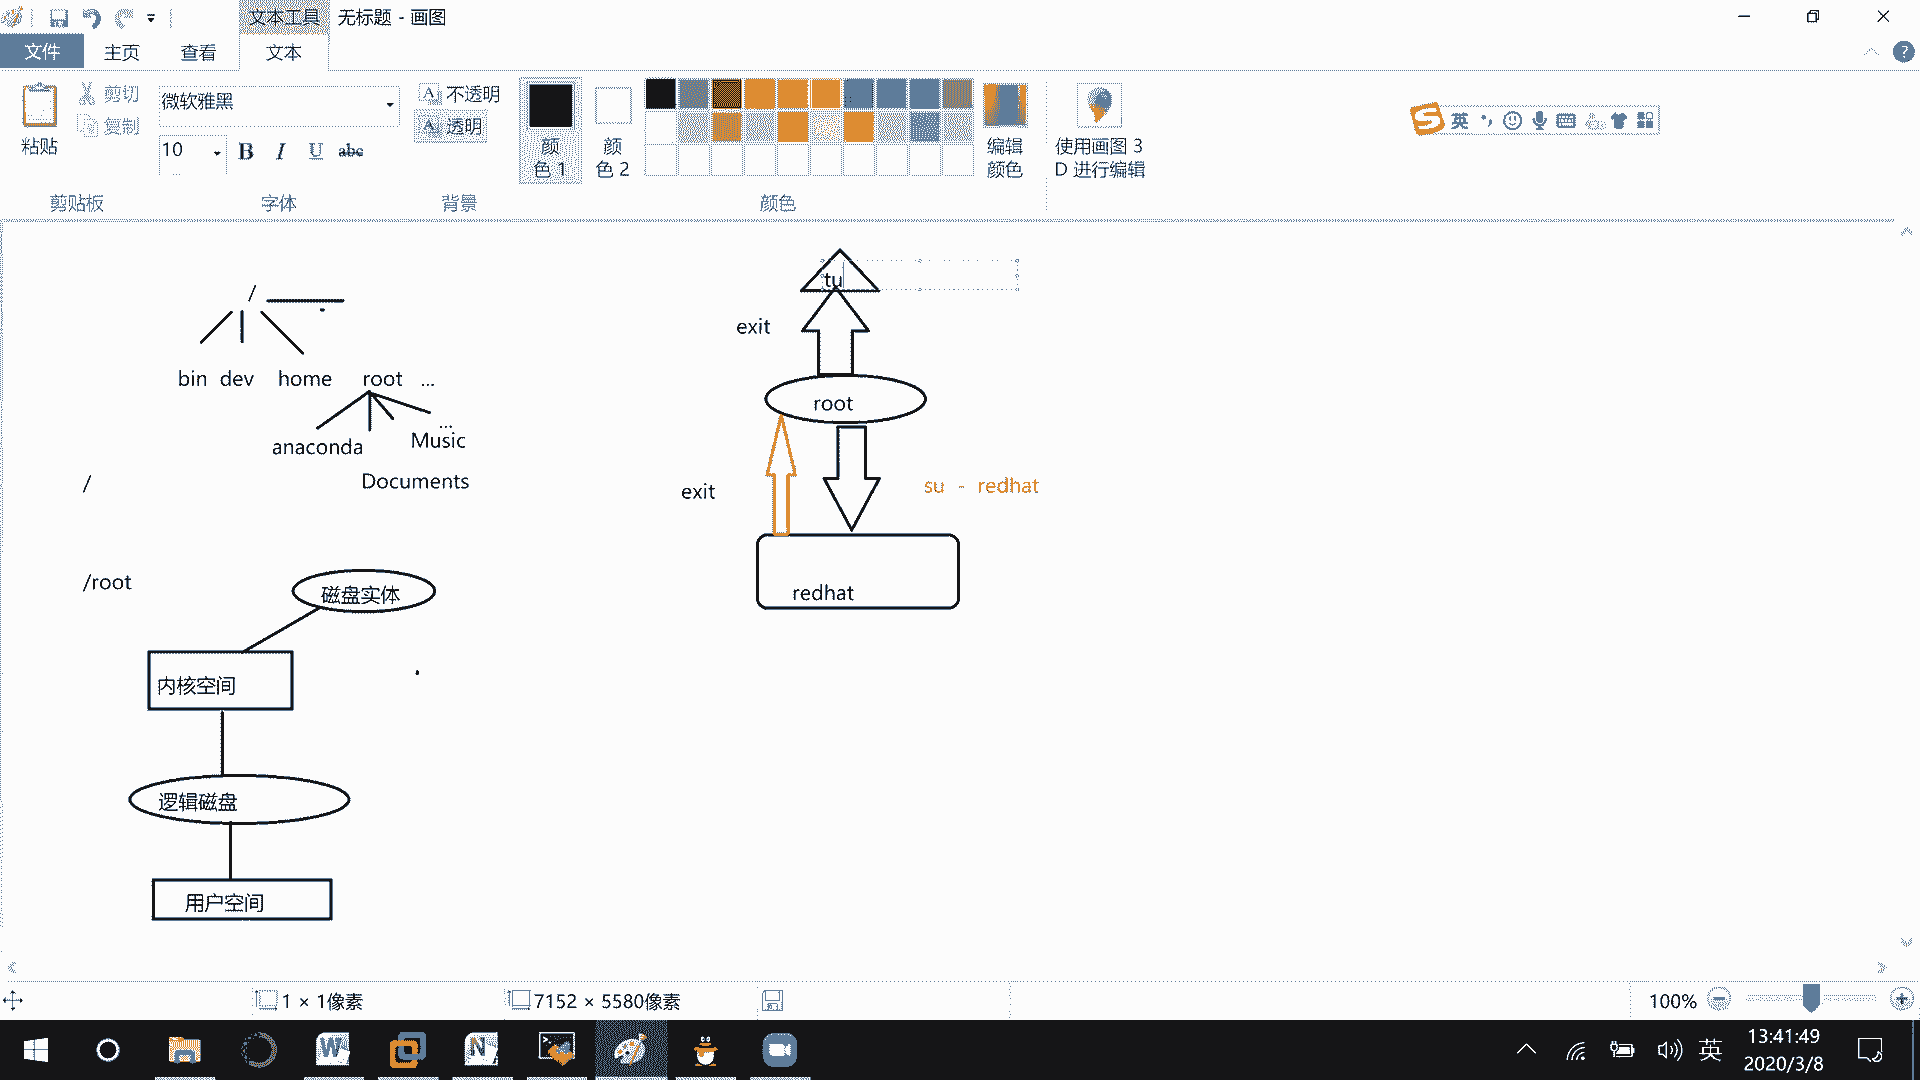 文本工具 无标题 - 画图
文件 主页 查看 文本
粘贴
剪切
复制
剪贴板
微软雅黑
10
B I U abc
字体
不透明
透明
背景
颜
色 1
颜
色 2
颜色
编辑
颜色
使用画图 3
D 进行编辑
英
/
bin dev home root ...
...
anaconda Music
Documents
/
/root
磁盘实体
内核空间
逻辑磁盘
用户空间
tu
exit
root
exit
su - redhat
redhat
1 × 1像素
7152 × 5580像素
100%
英
13:41:49
2020/3/8